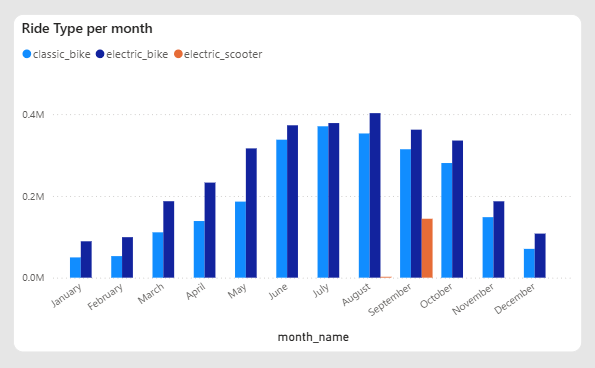 Ride Type per month
classic_bike electric_bike electric_scooter
0.4M
0.2M
0.0M
January February March April May June July August September October November December
month_name